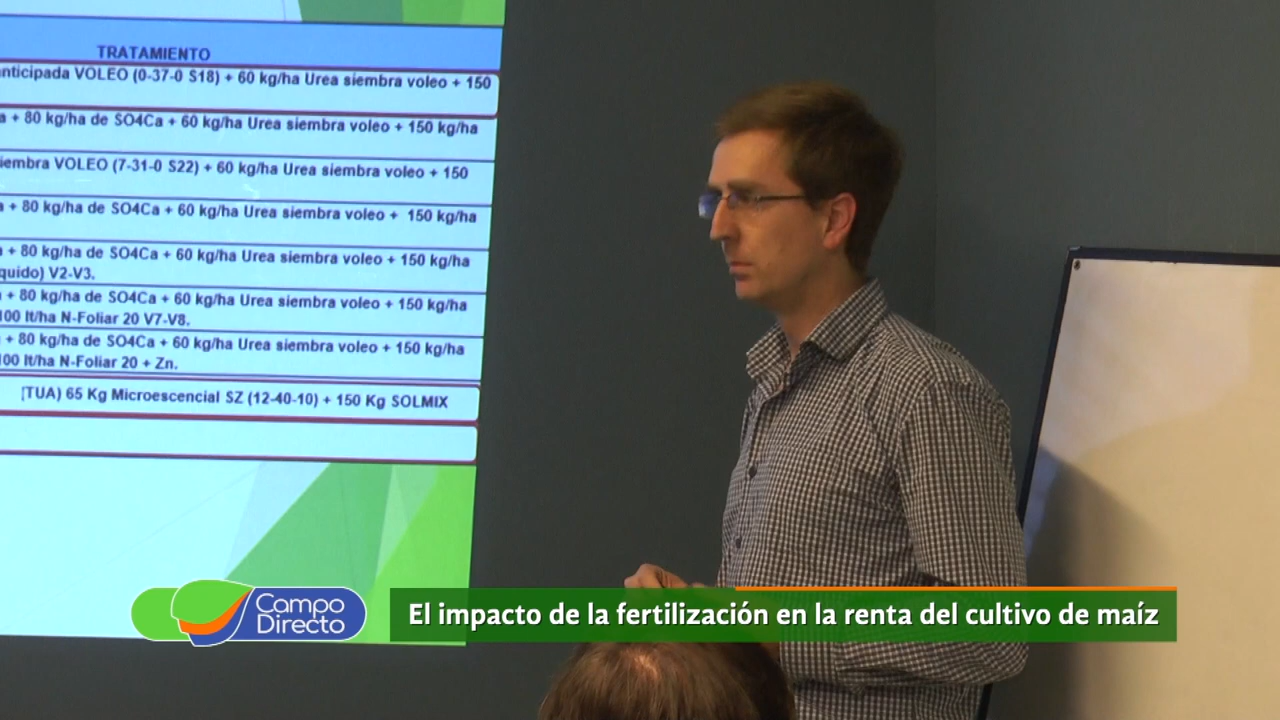 TRATAMIENTO
nticipada VOLEO (0-37-0 S18) + 60 kg/ha Urea siembra voleo + 150
a + 80 kg/ha de SO4Ca + 60 kg/ha Urea siembra voleo + 150 kg/ha
iembra VOLEO (7-31-0 S22) + 60 kg/ha Urea siembra voleo + 150
a + 80 kg/ha de SO4Ca + 60 kg/ha Urea siembra voleo + 150 kg/ha
+ 80 kg/ha de SO4Ca + 60 kg/ha Urea siembra voleo + 150 kg/ha
quido) V2-V3.
+ 80 kg/ha de SO4Ca + 60 kg/ha Urea siembra voleo + 150 kg/ha
100 lt/ha N-Foliar 20 V7-V8.
+ 80 kg/ha de SO4Ca + 60 kg/ha Urea siembra voleo + 150 kg/ha
00 lt/ha N-Foliar 20 + Zn.
(TUA) 65 Kg Microescencial SZ (12-40-10) + 150 Kg SOLMIX
Campo
Directo
El impacto de la fertilización en la renta del cultivo de maíz